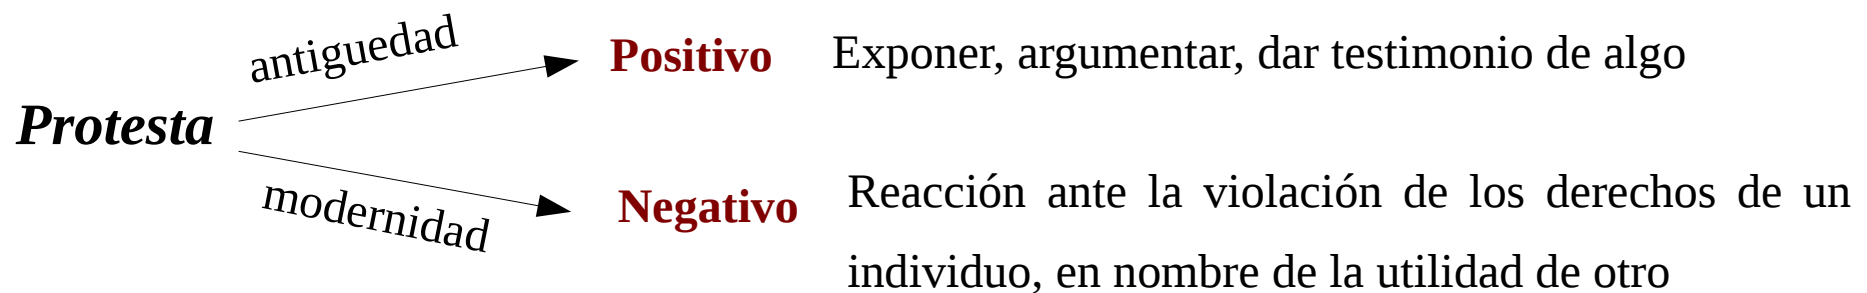 antiguedad
Positivo Exponer, argumentar, dar testimonio de algo
Protesta
modernidad
Negativo Reacción ante la violación de los derechos de un
individuo, en nombre de la utilidad de otro